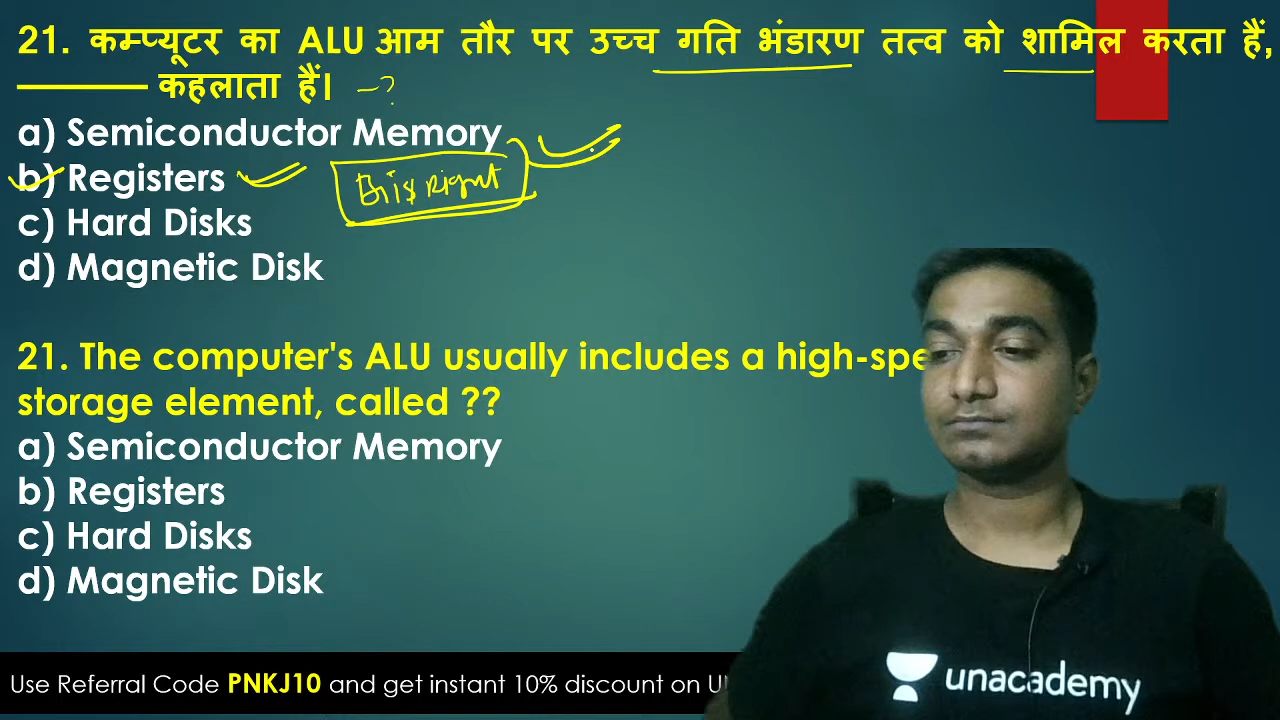 21. कम्प्यूटर का ALU आम तौर पर उच्च गति भंडारण तत्व को शामिल करता हैं,
——— कहलाता हैं। –?
a) Semiconductor Memory
b) Registers
B is Right
c) Hard Disks
d) Magnetic Disk
21. The computer's ALU usually includes a high-spe
storage element, called ??
a) Semiconductor Memory
b) Registers
c) Hard Disks
d) Magnetic Disk
unacademy
Use Referral Code PNKJ10 and get instant 10% discount on U